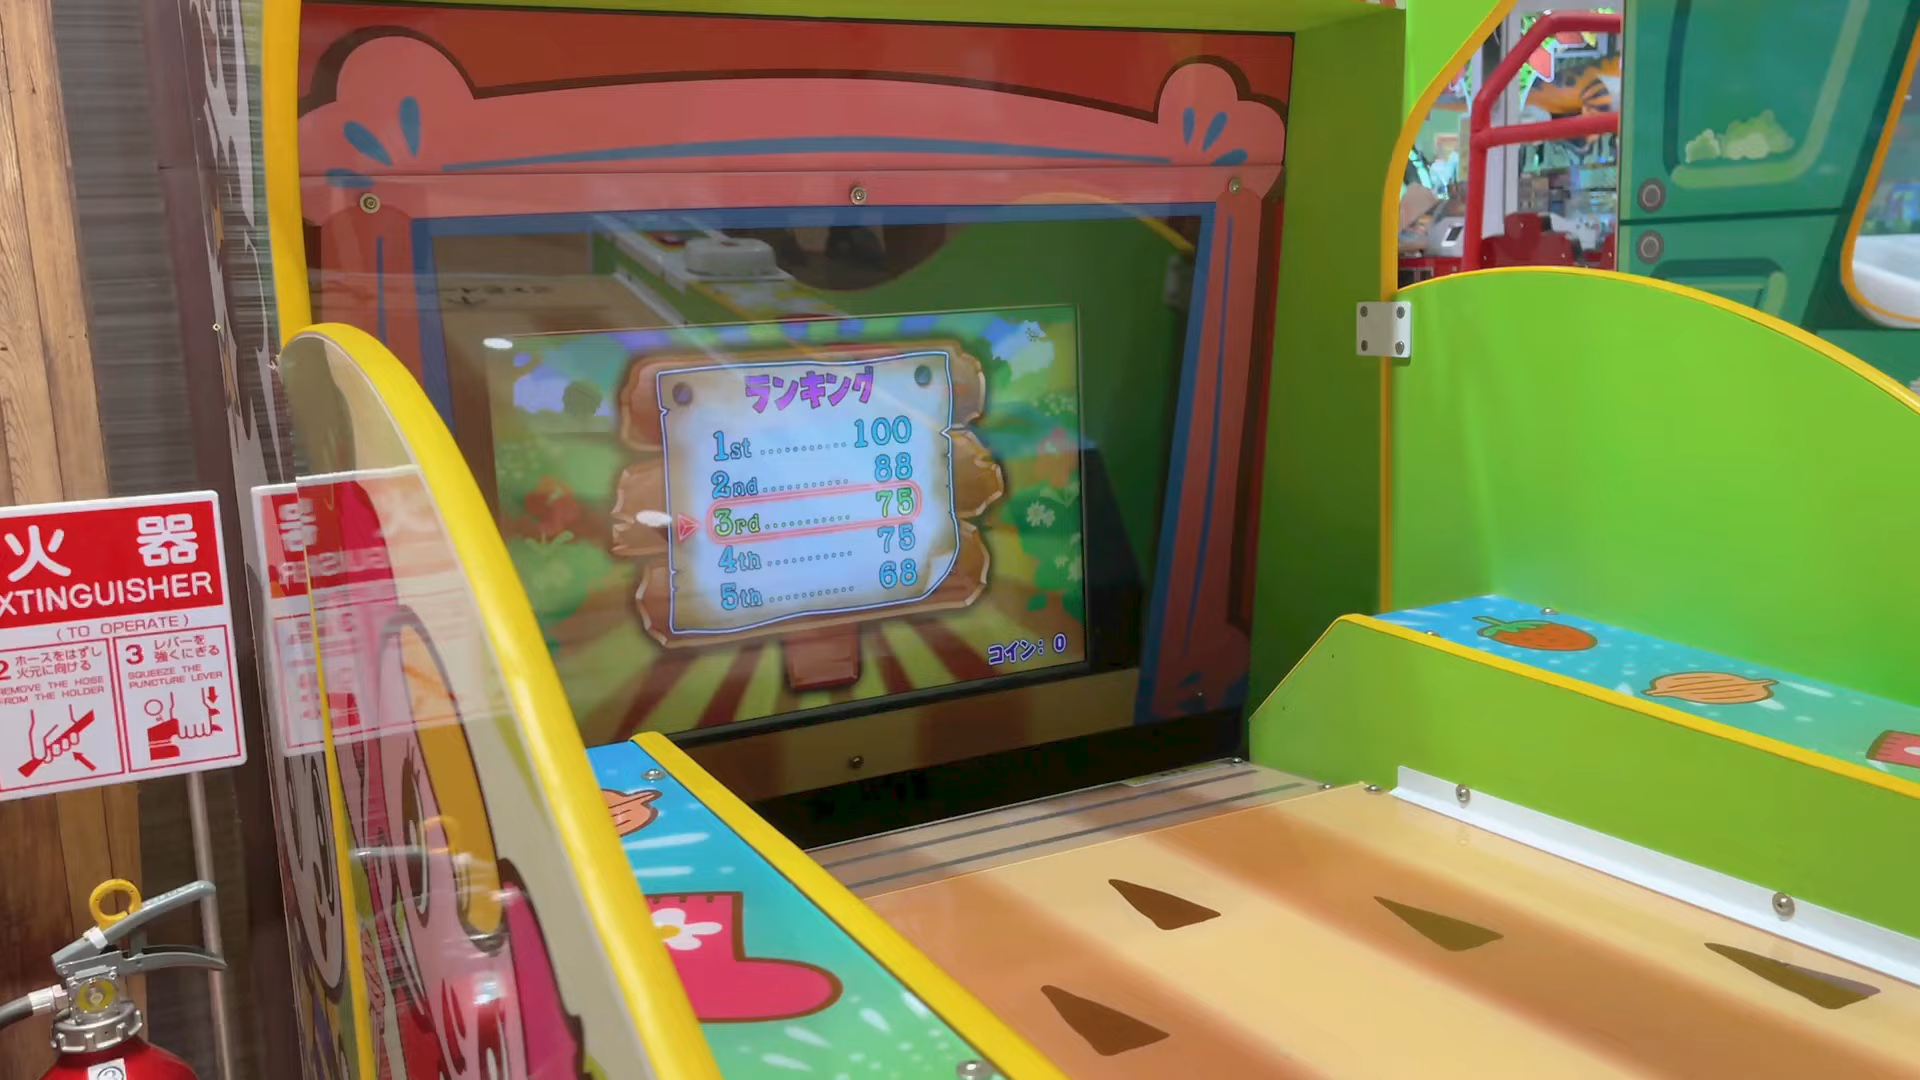 ランキング
1st .......... 100
2nd .......... 88
3rd .......... 75
4th .......... 75
5th .......... 68
コイン: 0
火 器
XTINGUISHER
(TO OPERATE)
2 ホースをはずし
火元に向ける
REMOVE THE HOSE
FROM THE HOLDER
3 レバーを
強くにぎる
SQUEEZE THE
PUNCTURE LEVER